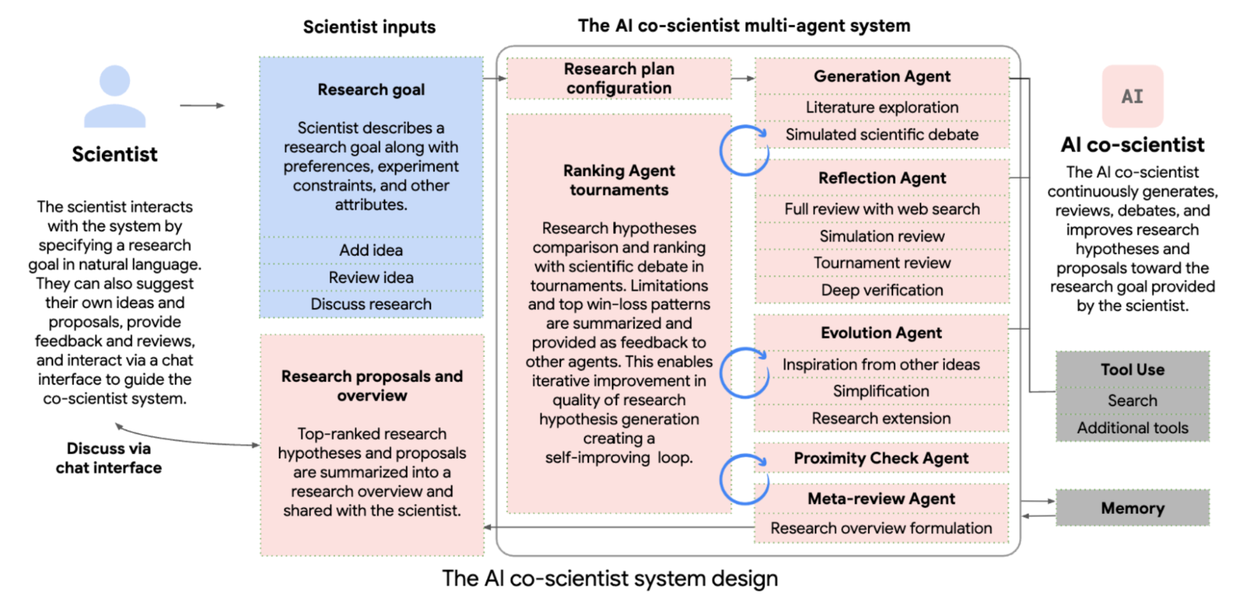 Scientist inputs
The AI co-scientist multi-agent system
Scientist
The scientist interacts
with the system by
specifying a research
goal in natural language.
They can also suggest
their own ideas and
proposals, provide
feedback and reviews,
and interact via a chat
interface to guide the
co-scientist system.
Discuss via
chat interface
Research goal
Scientist describes a
research goal along with
preferences, experiment
constraints, and other
attributes.
Add idea
Review idea
Discuss research
Research proposals and
overview
Top-ranked research
hypotheses and proposals
are summarized into a
research overview and
shared with the scientist.
Research plan
configuration
Ranking Agent
tournaments
Research hypotheses
comparison and ranking
with scientific debate in
tournaments. Limitations
and top win-loss patterns
are summarized and
provided as feedback to
other agents. This enables
iterative improvement in
quality of research
hypothesis generation
creating a
self-improving loop.
Generation Agent
Literature exploration
Simulated scientific debate
Reflection Agent
Full review with web search
Simulation review
Tournament review
Deep verification
Evolution Agent
Inspiration from other ideas
Simplification
Research extension
Proximity Check Agent
Meta-review Agent
Research overview formulation
AI
AI co-scientist
The AI co-scientist
continuously generates,
reviews, debates, and
improves research
hypotheses and
proposals toward the
research goal provided
by the scientist.
Tool Use
Search
Additional tools
Memory
The AI co-scientist system design